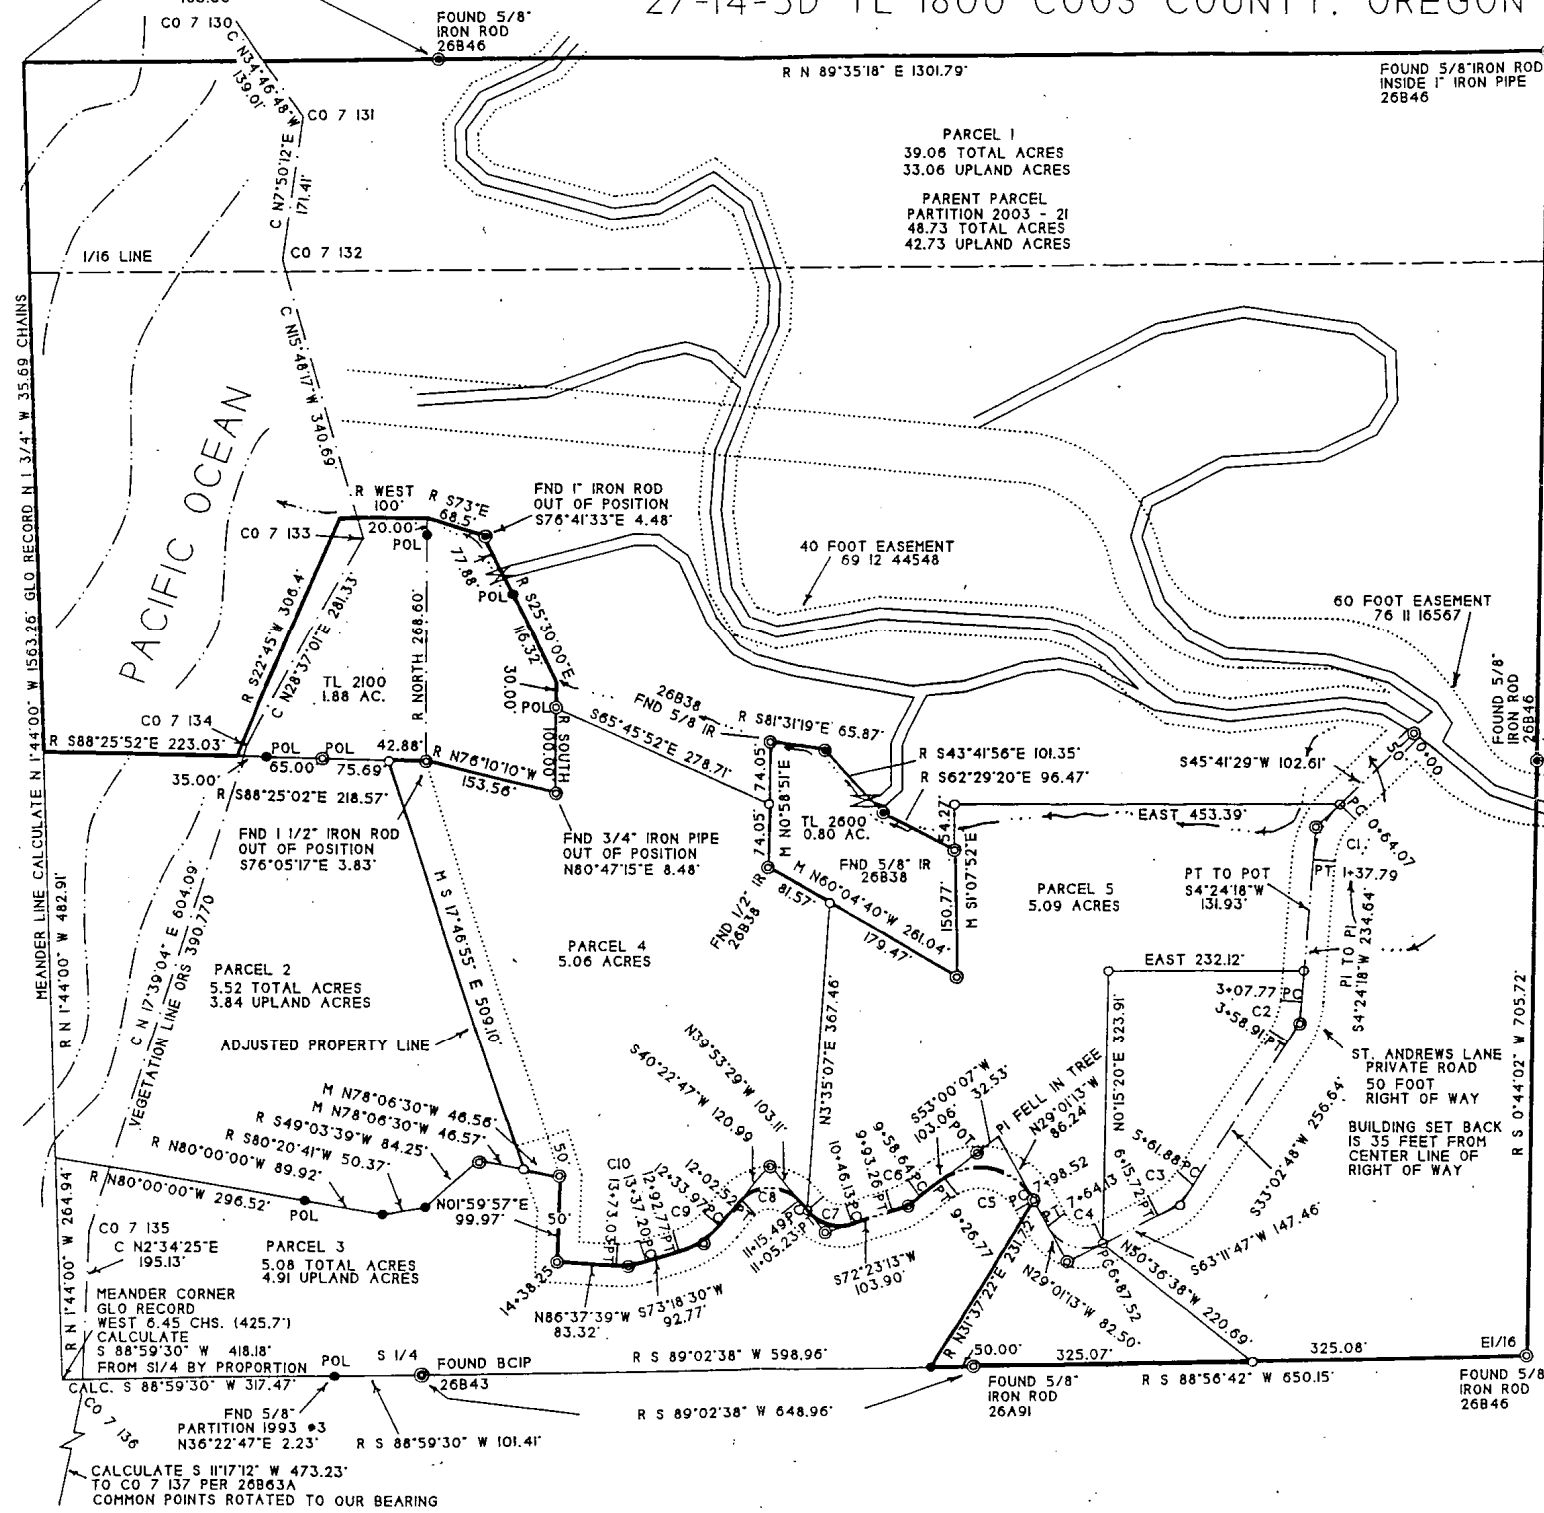 27-14-3D TL 1800 COOS COUNTY, OREGON
CO 7 130
FOUND 5/8"
IRON ROD
26B46
C N34°46'48"W
139.01'
R N 89°35'18" E 1301.79'
FOUND 5/8"IRON ROD
INSIDE 1" IRON PIPE
26B46
CO 7 131
C N7°50'12"E
171.41'
PARCEL 1
39.06 TOTAL ACRES
33.06 UPLAND ACRES
PARENT PARCEL
PARTITION 2003 - 21
48.73 TOTAL ACRES
42.73 UPLAND ACRES
1/16 LINE
CO 7 132
C N15°48'17"W 340.69'
MEANDER LINE CALCULATE N 1°44'00" W 1563.26' GLO RECORD N 1 3/4° W 35.69 CHAINS
PACIFIC OCEAN
R WEST
100'
R S73°E
68.5'
FND 1" IRON ROD
OUT OF POSITION
S76°41'33"E 4.48'
CO 7 133
20.00'
POL
77.88'
POL
R S25°30'00"E
116.32'
40 FOOT EASEMENT
69 12 44548
60 FOOT EASEMENT
76 11 16567
FOUND 5/8"
IRON ROD
26B46
R S22°45'W 306.4'
C N28°37'01"E 281.33'
R NORTH 268.60'
TL 2100
1.88 AC.
30.00'
POL
R SOUTH
100.00'
26B38
FND 5/8 IR
S65°45'52"E 278.71'
R S81°31'19"E 65.87'
R S43°41'56"E 101.35'
R S62°29'20"E 96.47'
S45°41'29"W 102.61'
50'
0+00
CO 7 134
R S88°25'52"E 223.03'
POL
POL
42.88'
35.00'
65.00'
75.69'
R S88°25'02"E 218.57'
R N76°10'10"W
153.56'
74.05'
74.05'
M N0°58'51"E
TL 2600
0.80 AC.
54.27'
EAST 453.39'
PC 0+64.07
C1
PT 1+37.79
FND 1 1/2" IRON ROD
OUT OF POSITION
S76°05'17"E 3.83'
FND 3/4" IRON PIPE
OUT OF POSITION
N80°47'15"E 8.48'
FND 5/8" IR
26B38
150.77'
M S1°07'52"E
PARCEL 5
5.09 ACRES
PT TO POT
S4°24'18"W
131.93'
FND 1/2" IR
26B38
M N60°04'40"W 261.04'
81.57'
179.47'
M S 17°46'55" E 509.10'
R N 1°44'00" W 482.91'
C N 17°39'04" E 604.09'
VEGETATION LINE ORS 390.770
PARCEL 2
5.52 TOTAL ACRES
3.84 UPLAND ACRES
PARCEL 4
5.06 ACRES
PI TO PI
S4°24'18"W 234.64'
EAST 232.12'
3+07.77 PC
C2
3+58.91 PT
R S 0°44'02" W 705.72'
ADJUSTED PROPERTY LINE
N3°35'07"E 367.46'
N0°15'20"E 323.91'
ST. ANDREWS LANE
PRIVATE ROAD
50 FOOT
RIGHT OF WAY
BUILDING SET BACK
IS 35 FEET FROM
CENTER LINE OF
RIGHT OF WAY
M N78°06'30"W 46.56'
M N78°06'30"W 46.57'
R S49°03'39"W 84.25'
R S80°20'41"W 50.37'
R N80°00'00"W 89.92'
R N80°00'00"W 296.52'
POL
N39°53'29"W 103.11'
S40°22'47"W 120.99'
S53°00'07"W
103.06'
POT
32.53'
PI FELL IN TREE
N29°01'13"W
86.24'
S33°02'48"W 256.64'
5+61.88 PC
C3
6+15.72 PT
50'
50'
N01°59'57"E
99.97'
C10
13+73.03 PT
13+37.20 PC
12+92.77 PT
12+33.97 PC
C9
12+02.52 PT
C8
11+15.49 PC
11+05.23 PT
C7
10+46.13 PC
9+93.26 PT
C6
9+58.64 PC
9+26.77
PT
C5
PC 7+98.52
PT 7+64.13
C4
PC 6+87.52
S63°11'47"W 147.46'
N50°36'38"W 220.69'
N29°01'13"W 82.50'
R N31°37'22"E 231.72'
S72°23'13"W
103.90'
14+38.25
N86°37'39"W
83.32'
S73°18'30"W
92.77'
R N 1°44'00" W 264.94'
CO 7 135
C N2°34'25"E
195.13'
PARCEL 3
5.08 TOTAL ACRES
4.91 UPLAND ACRES
MEANDER CORNER
GLO RECORD
WEST 6.45 CHS. (425.7')
CALCULATE
S 88°59'30" W 418.18'
FROM S1/4 BY PROPORTION
CALC. S 88°59'30" W 317.47'
POL
S 1/4
FOUND BCIP
26B43
R S 89°02'38" W 598.96'
50.00'
325.07'
325.08'
E1/16
FOUND 5/8"
IRON ROD
26A91
R S 88°56'42" W 650.15'
FOUND 5/8
IRON ROD
26B46
CO 7 136
FND 5/8"
PARTITION 1993 #3
N36°22'47"E 2.23'
R S 88°59'30" W 101.41'
R S 89°02'38" W 648.96'
CALCULATE S 11°17'12" W 473.23'
TO CO 7 137 PER 26B63A
COMMON POINTS ROTATED TO OUR BEARING